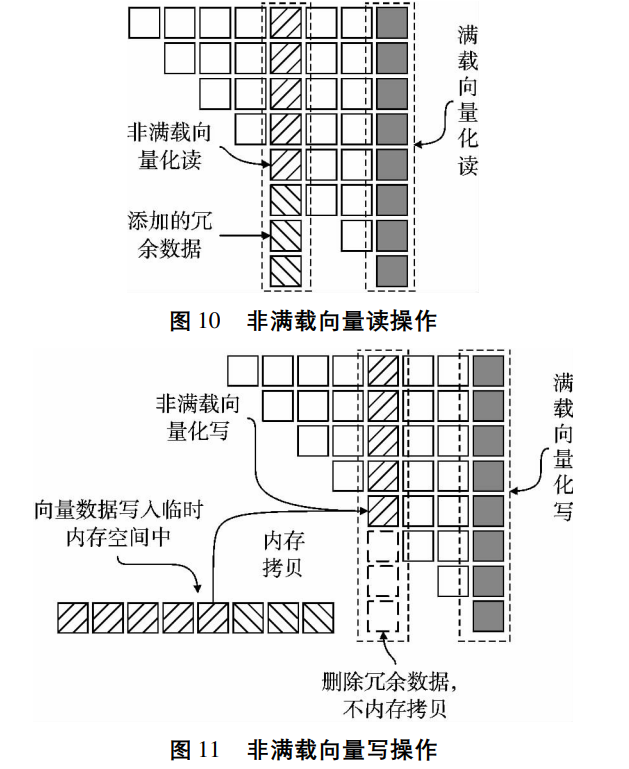 满
载
向
量
化
读
非满载向
量化读
添加的冗
余数据
图 10 非满载向量读操作
满
载
向
量
化
写
非满载向
量化写
向量数据写入临时
内存空间中
内存
拷贝
删除冗余数据，
不内存拷贝
图 11 非满载向量写操作